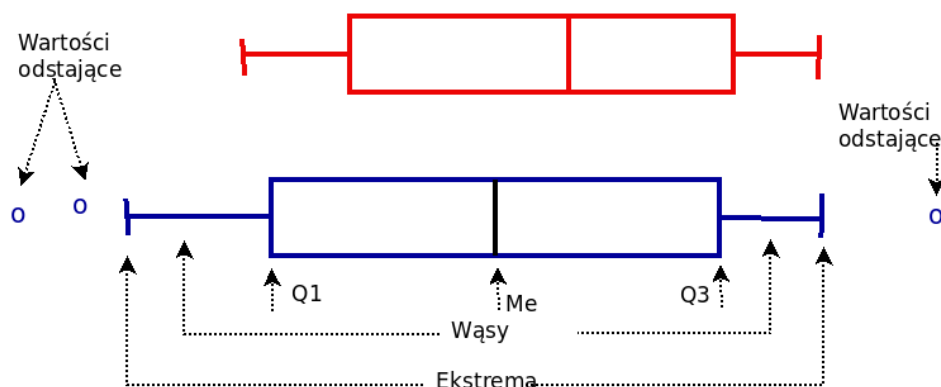 Wartości
odstające
Wartości
odstające
o
o
o
Q1
Me
Q3
Wąsy
Ekstrema